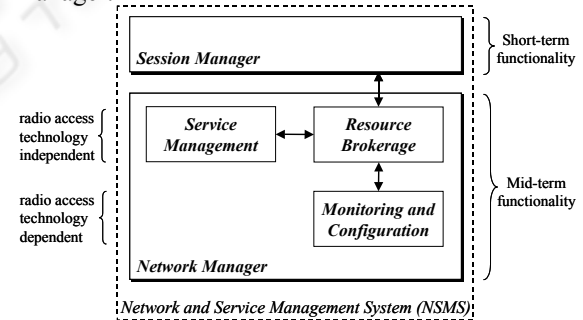 Session Manager
Short-term
functionality
radio access
technology
independent
Service
Management
Resource
Brokerage
Mid-term
functionality
radio access
technology
dependent
Monitoring and
Configuration
Network Manager
Network and Service Management System (NSMS)